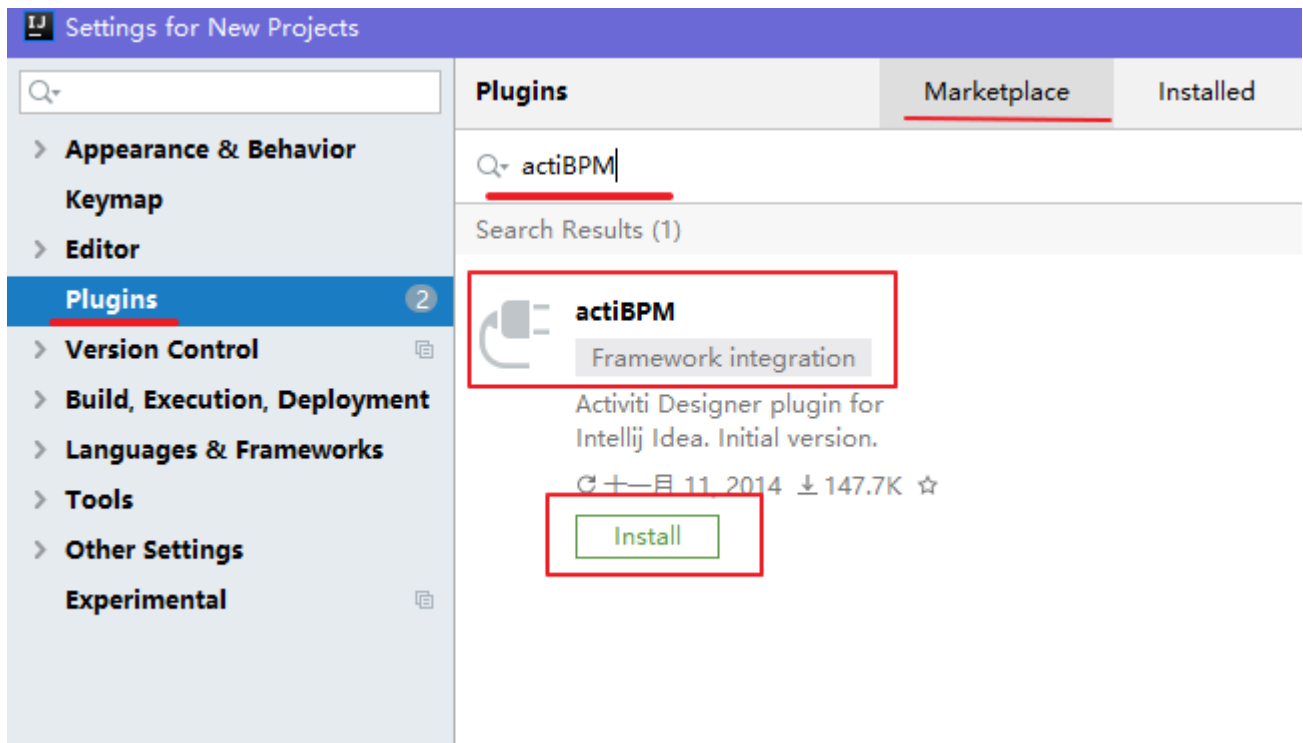 IJ
Settings for New Projects
Plugins
Marketplace
Installed
Appearance & Behavior
Keymap
Editor
Plugins
2
Version Control
Build, Execution, Deployment
Languages & Frameworks
Tools
Other Settings
Experimental
actiBPM
Search Results (1)
actiBPM
Framework integration
Activiti Designer plugin for
Intellij Idea. Initial version.
十一月 11, 2014 147.7K
Install